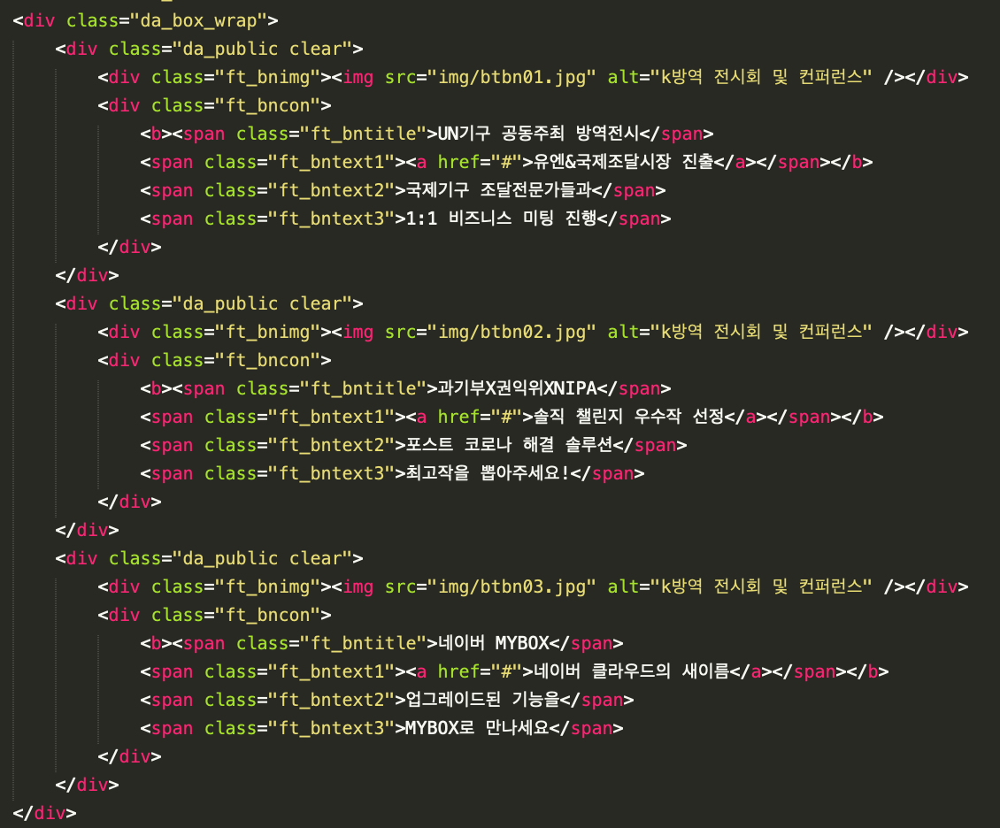 <div class="da_box_wrap">
<div class="da_public clear">
<div class="ft_bnimg"><img src="img/btbn01.jpg" alt="k방역 전시회 및 컨퍼런스" /></div>
<div class="ft_bncon">
<b><span class="ft_bntitle">UN기구 공동주최 방역전시</span>
<span class="ft_bntext1"><a href="#">유엔&국제조달시장 진출</a></span></b>
<span class="ft_bntext2">국제기구 조달전문가들과</span>
<span class="ft_bntext3">1:1 비즈니스 미팅 진행</span>
</div>
</div>
<div class="da_public clear">
<div class="ft_bnimg"><img src="img/btbn02.jpg" alt="k방역 전시회 및 컨퍼런스" /></div>
<div class="ft_bncon">
<b><span class="ft_bntitle">과기부X권익위XNIPA</span>
<span class="ft_bntext1"><a href="#">솔직 챌린지 우수작 선정</a></span></b>
<span class="ft_bntext2">포스트 코로나 해결 솔루션</span>
<span class="ft_bntext3">최고작을 뽑아주세요!</span>
</div>
</div>
<div class="da_public clear">
<div class="ft_bnimg"><img src="img/btbn03.jpg" alt="k방역 전시회 및 컨퍼런스" /></div>
<div class="ft_bncon">
<b><span class="ft_bntitle">네이버 MYBOX</span>
<span class="ft_bntext1"><a href="#">네이버 클라우드의 새이름</a></span></b>
<span class="ft_bntext2">업그레이드된 기능을</span>
<span class="ft_bntext3">MYBOX로 만나세요</span>
</div>
</div>
</div>